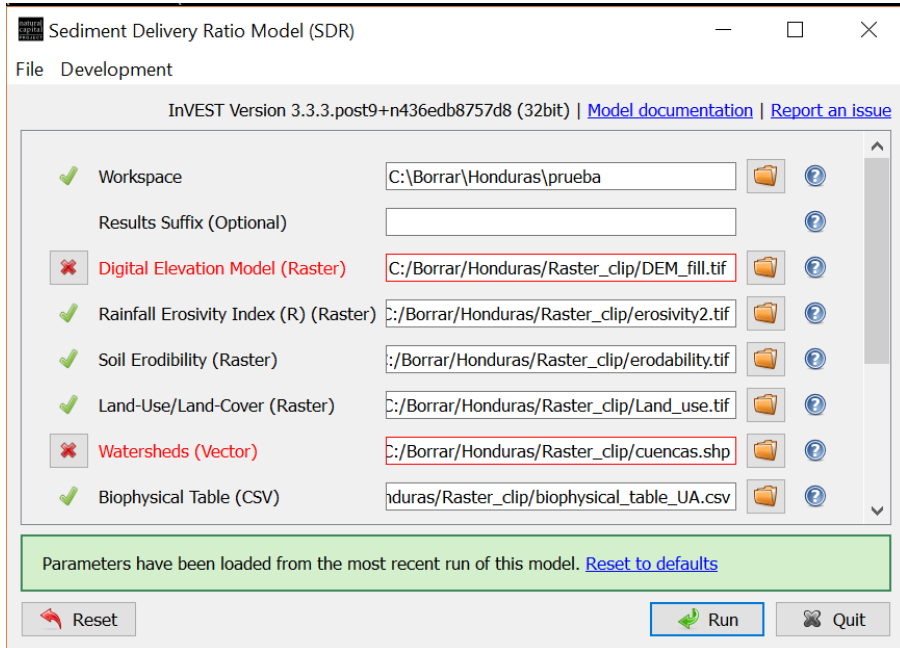 natural
capital
PROJECT
Sediment Delivery Ratio Model (SDR)
File Development
InVEST Version 3.3.3.post9+n436edb8757d8 (32bit) | Model documentation | Report an issue
Workspace C:\Borrar\Honduras\prueba
Results Suffix (Optional)
Digital Elevation Model (Raster) C:/Borrar/Honduras/Raster_clip/DEM_fill.tif
Rainfall Erosivity Index (R) (Raster) C:/Borrar/Honduras/Raster_clip/erosivity2.tif
Soil Erodibility (Raster) :/Borrar/Honduras/Raster_clip/erodability.tif
Land-Use/Land-Cover (Raster) C:/Borrar/Honduras/Raster_clip/Land_use.tif
Watersheds (Vector) C:/Borrar/Honduras/Raster_clip/cuencas.shp
Biophysical Table (CSV) nduras/Raster_clip/biophysical_table_UA.csv
Parameters have been loaded from the most recent run of this model. Reset to defaults
Reset Run Quit